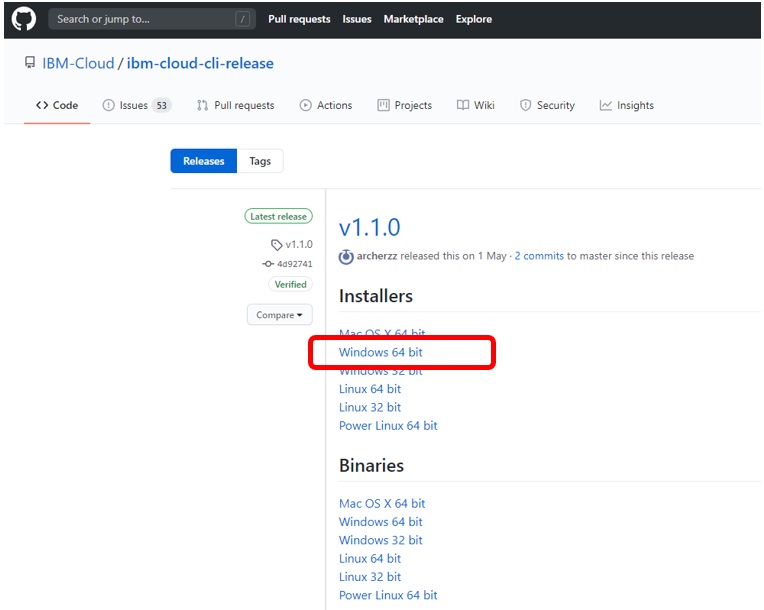 Search or jump to... /
Pull requests Issues Marketplace Explore
IBM-Cloud / ibm-cloud-cli-release
Code Issues 53 Pull requests Actions Projects Wiki Security Insights
Releases Tags
Latest release
v1.1.0
4d92741
Verified
Compare
v1.1.0
archerzz released this on 1 May · 2 commits to master since this release
Installers
Mac OS X 64 bit
Windows 64 bit
Windows 32 bit
Linux 64 bit
Linux 32 bit
Power Linux 64 bit
Binaries
Mac OS X 64 bit
Windows 64 bit
Windows 32 bit
Linux 64 bit
Linux 32 bit
Power Linux 64 bit